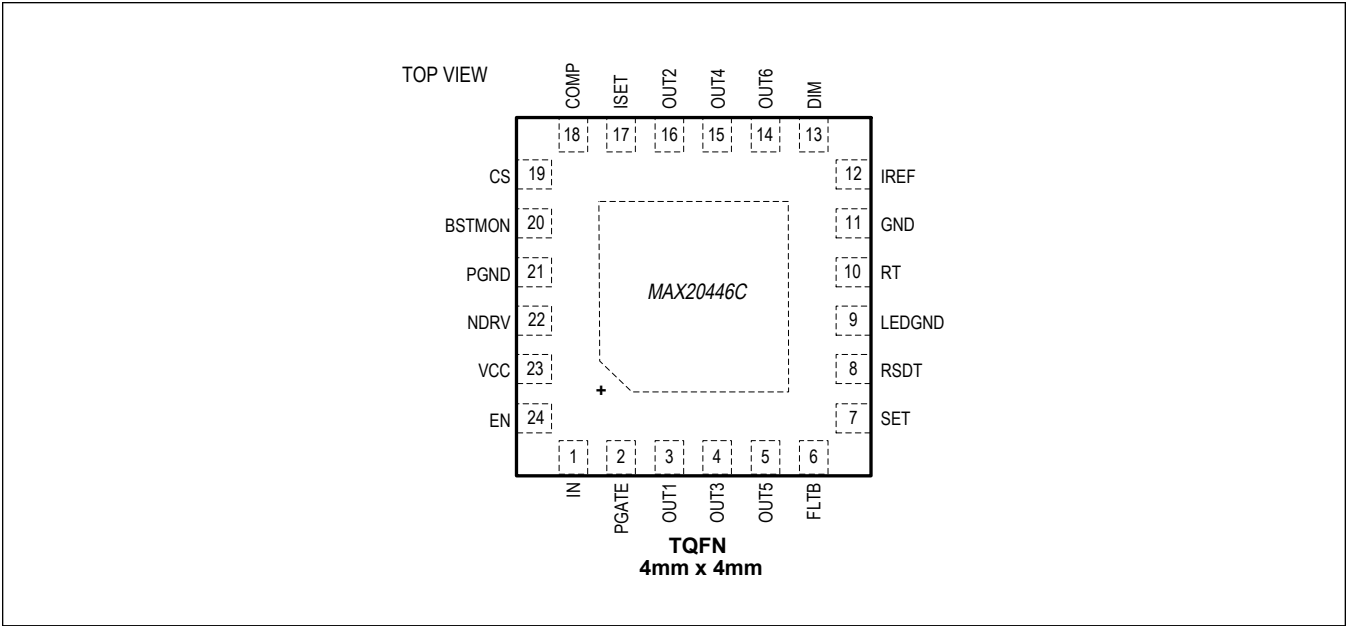 TOP VIEW
COMP
ISET
OUT2
OUT4
OUT6
DIM
18 17 16 15 14 13
CS 19 12 IREF
BSTMON 20 11 GND
PGND 21 10 RT
MAX20446C
NDRV 22 9 LEDGND
VCC 23 8 RSDT
+
EN 24 7 SET
1 2 3 4 5 6
IN
PGATE
OUT1
OUT3
OUT5
FLTB
TQFN
4mm x 4mm